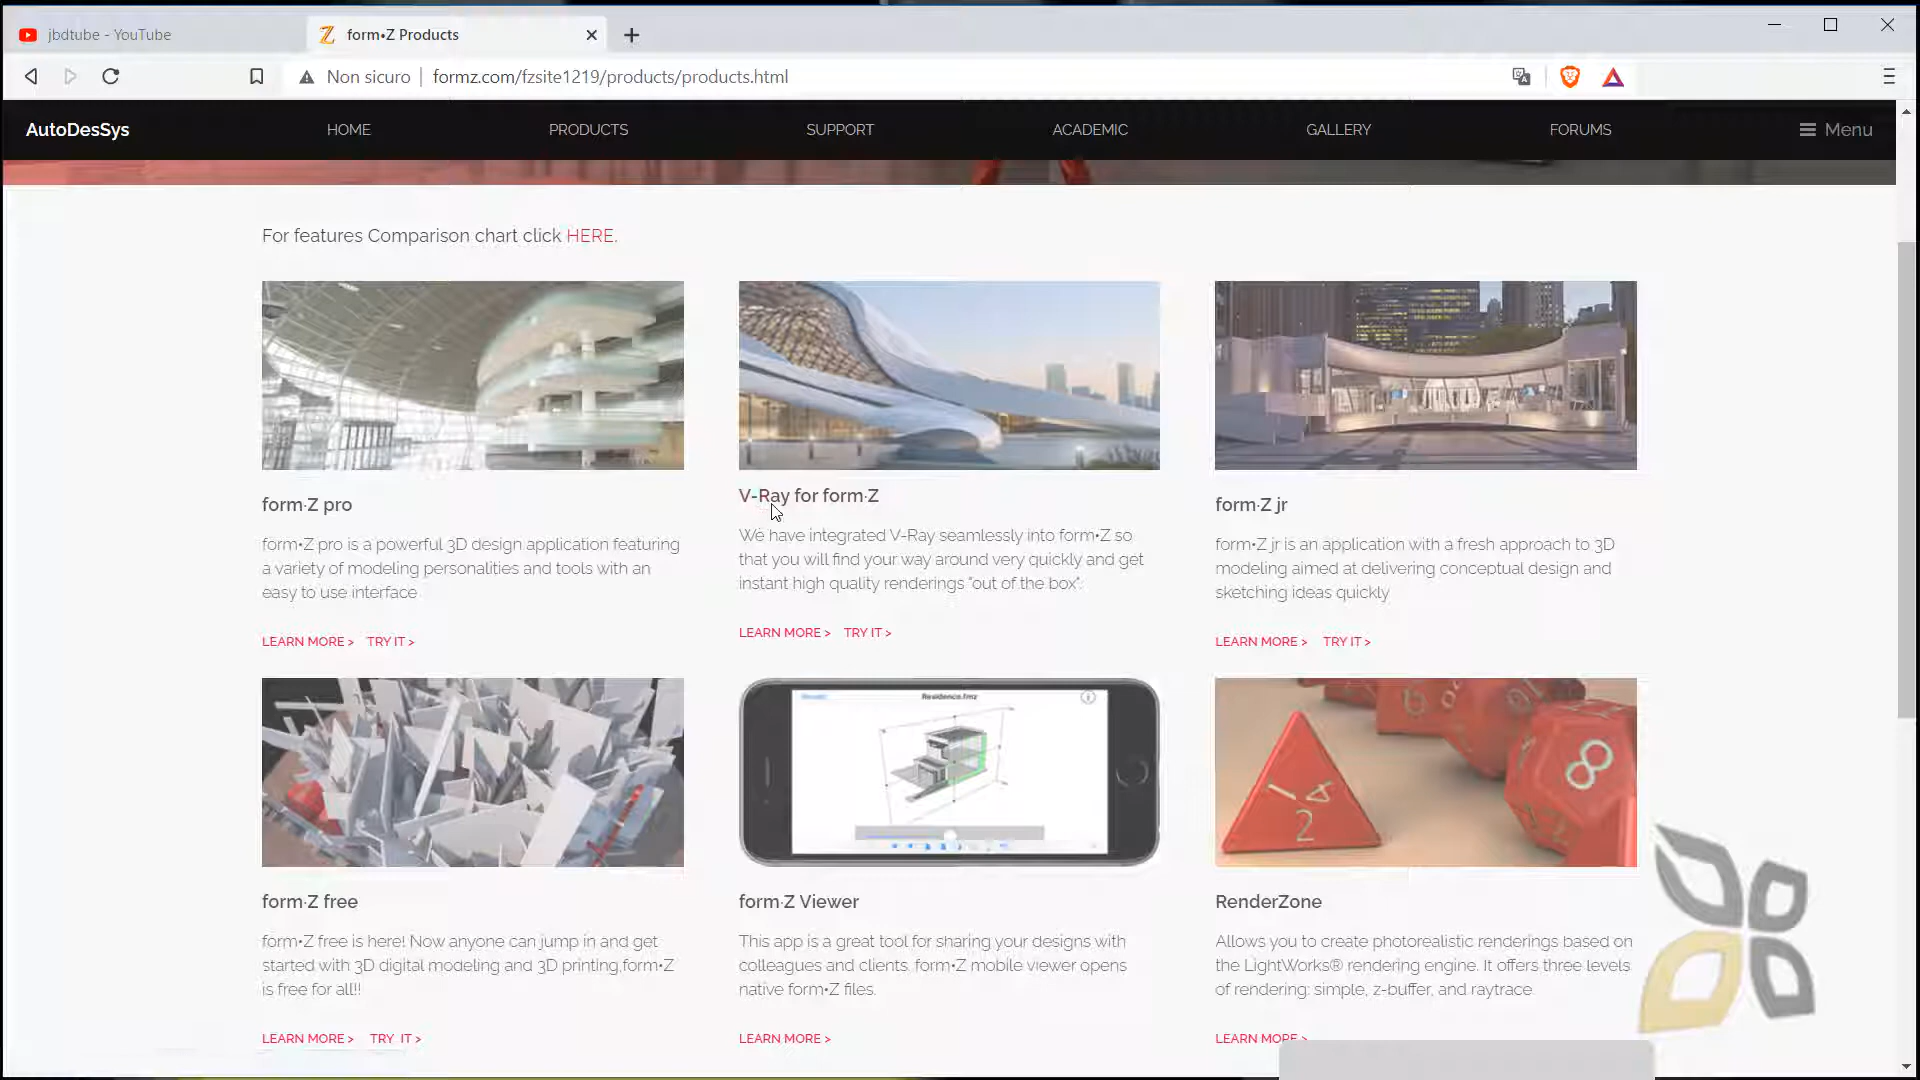 jbdtube - YouTube
form•Z Products
Non sicuro
formz.com/fzsite1219/products/products.html
AutoDesSys
HOME
PRODUCTS
SUPPORT
ACADEMIC
GALLERY
FORUMS
Menu
For features Comparison chart click HERE.
form·Z pro
form•Z pro is a powerful 3D design application featuring
a variety of modeling personalities and tools with an
easy to use interface
LEARN MORE > TRY IT >
V-Ray for form·Z
We have integrated V-Ray seamlessly into form•Z so
that you will find your way around very quickly and get
instant high quality renderings "out of the box".
LEARN MORE > TRY IT >
form·Z jr
form•Z jr is an application with a fresh approach to 3D
modeling aimed at delivering conceptual design and
sketching ideas quickly
LEARN MORE > TRY IT >
form·Z free
form•Z free is here! Now anyone can jump in and get
started with 3D digital modeling and 3D printing,form•Z
is free for all!!
LEARN MORE > TRY IT >
Residence.fmz
form·Z Viewer
This app is a great tool for sharing your designs with
colleagues and clients. form•Z mobile viewer opens
native form•Z files.
LEARN MORE >
1 4
2
8
RenderZone
Allows you to create photorealistic renderings based on
the LightWorks® rendering engine. It offers three levels
of rendering: simple, z-buffer, and raytrace.
LEARN MORE >